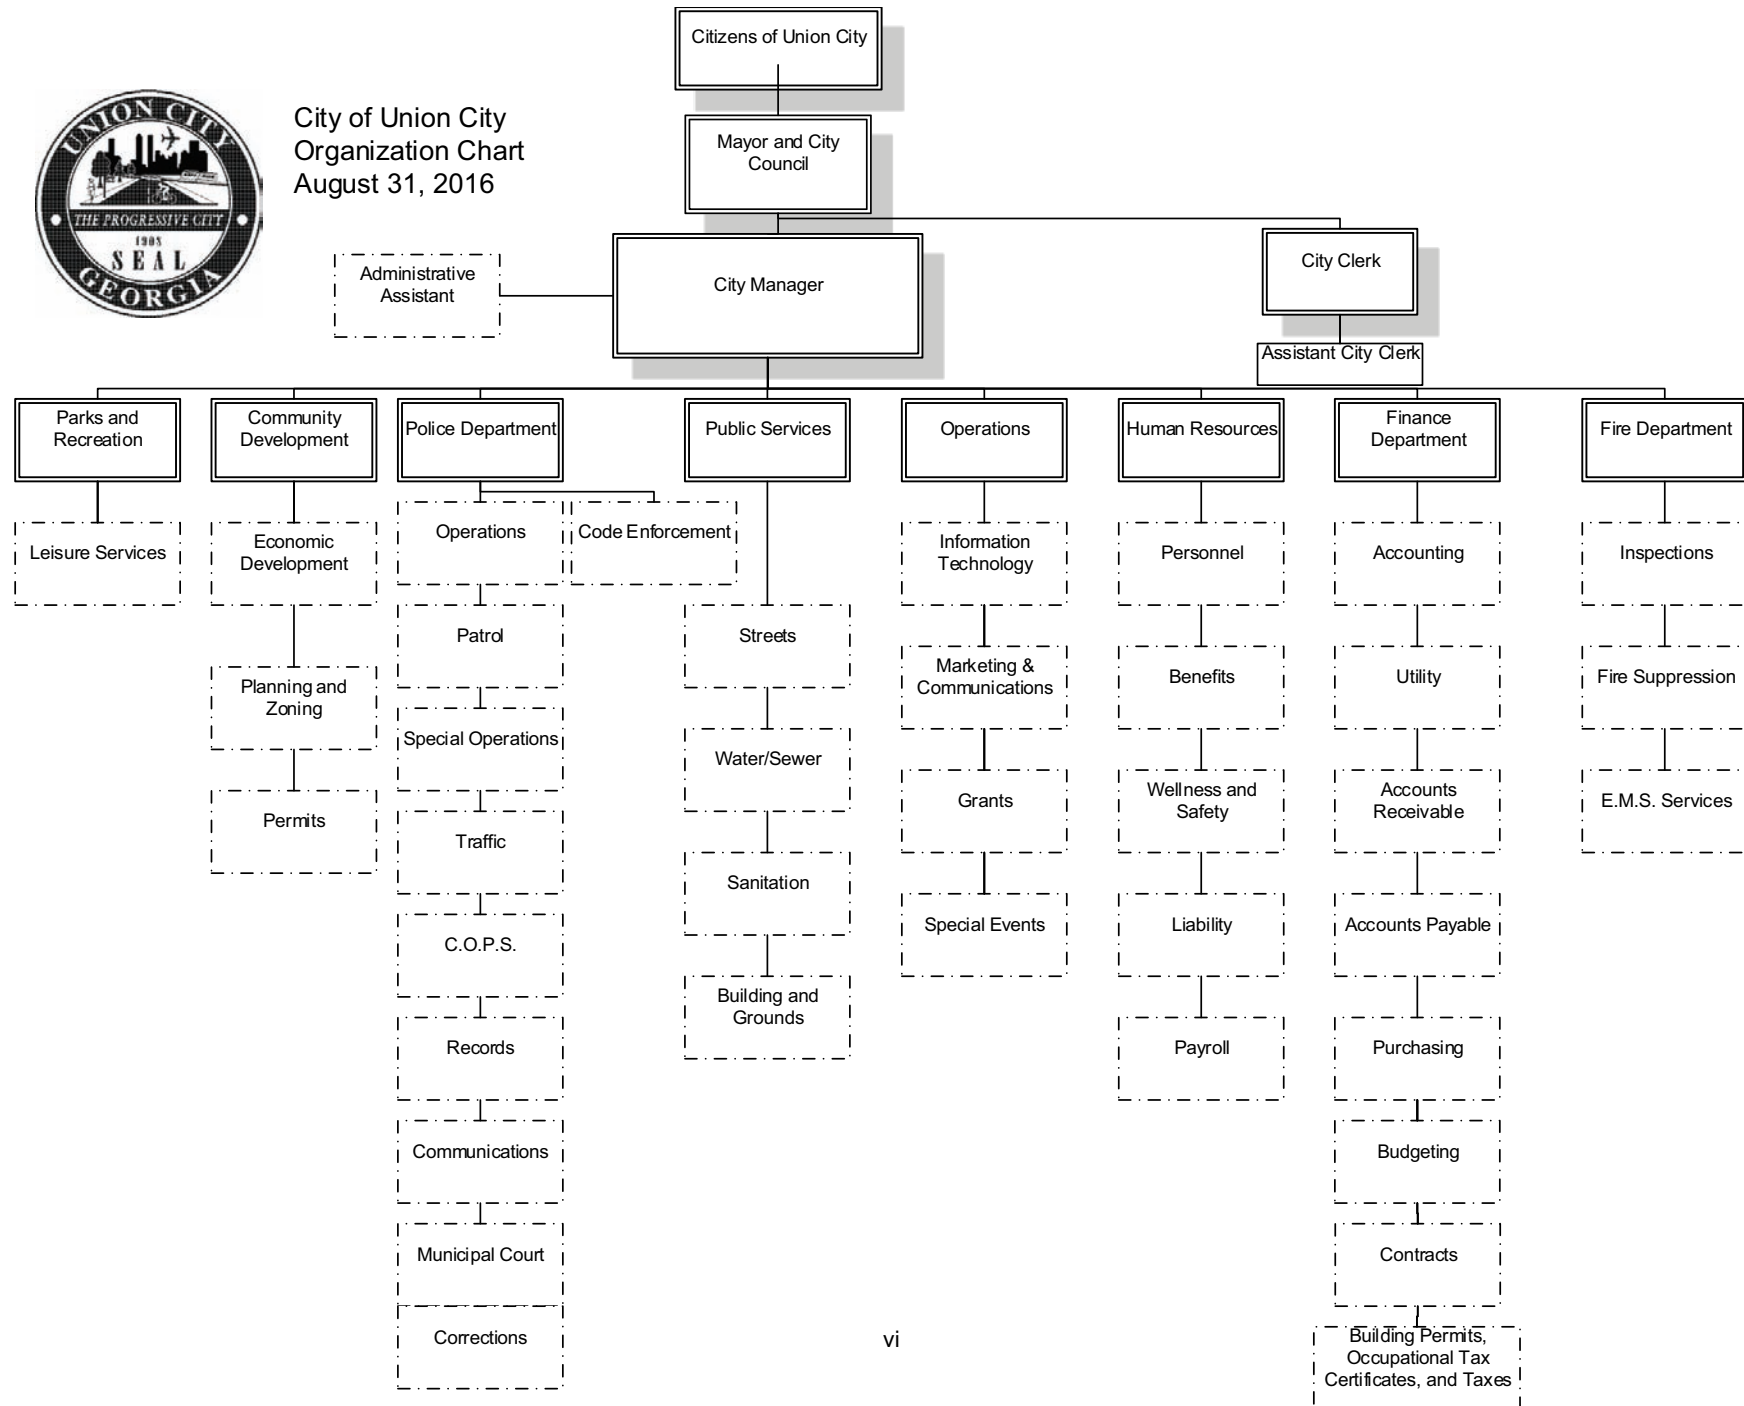 Citizens of Union City
UNION CITY
THE PROGRESSIVE CITY
1908
SEAL
GEORGIA
City of Union City
Organization Chart
August 31, 2016
Mayor and City
Council
City Manager
Administrative
Assistant
City Clerk
Assistant City Clerk
Parks and
Recreation
Leisure Services
Community
Development
Economic
Development
Planning and
Zoning
Permits
Police Department
Operations
Code Enforcement
Patrol
Special Operations
Traffic
C.O.P.S.
Records
Communications
Municipal Court
Corrections
Public Services
Streets
Water/Sewer
Sanitation
Building and
Grounds
Operations
Information
Technology
Marketing &
Communications
Grants
Special Events
Human Resources
Personnel
Benefits
Wellness and
Safety
Liability
Payroll
Finance
Department
Accounting
Utility
Accounts
Receivable
Accounts Payable
Purchasing
Budgeting
Contracts
Building Permits,
Occupational Tax
Certificates, and Taxes
Fire Department
Inspections
Fire Suppression
E.M.S. Services
vi